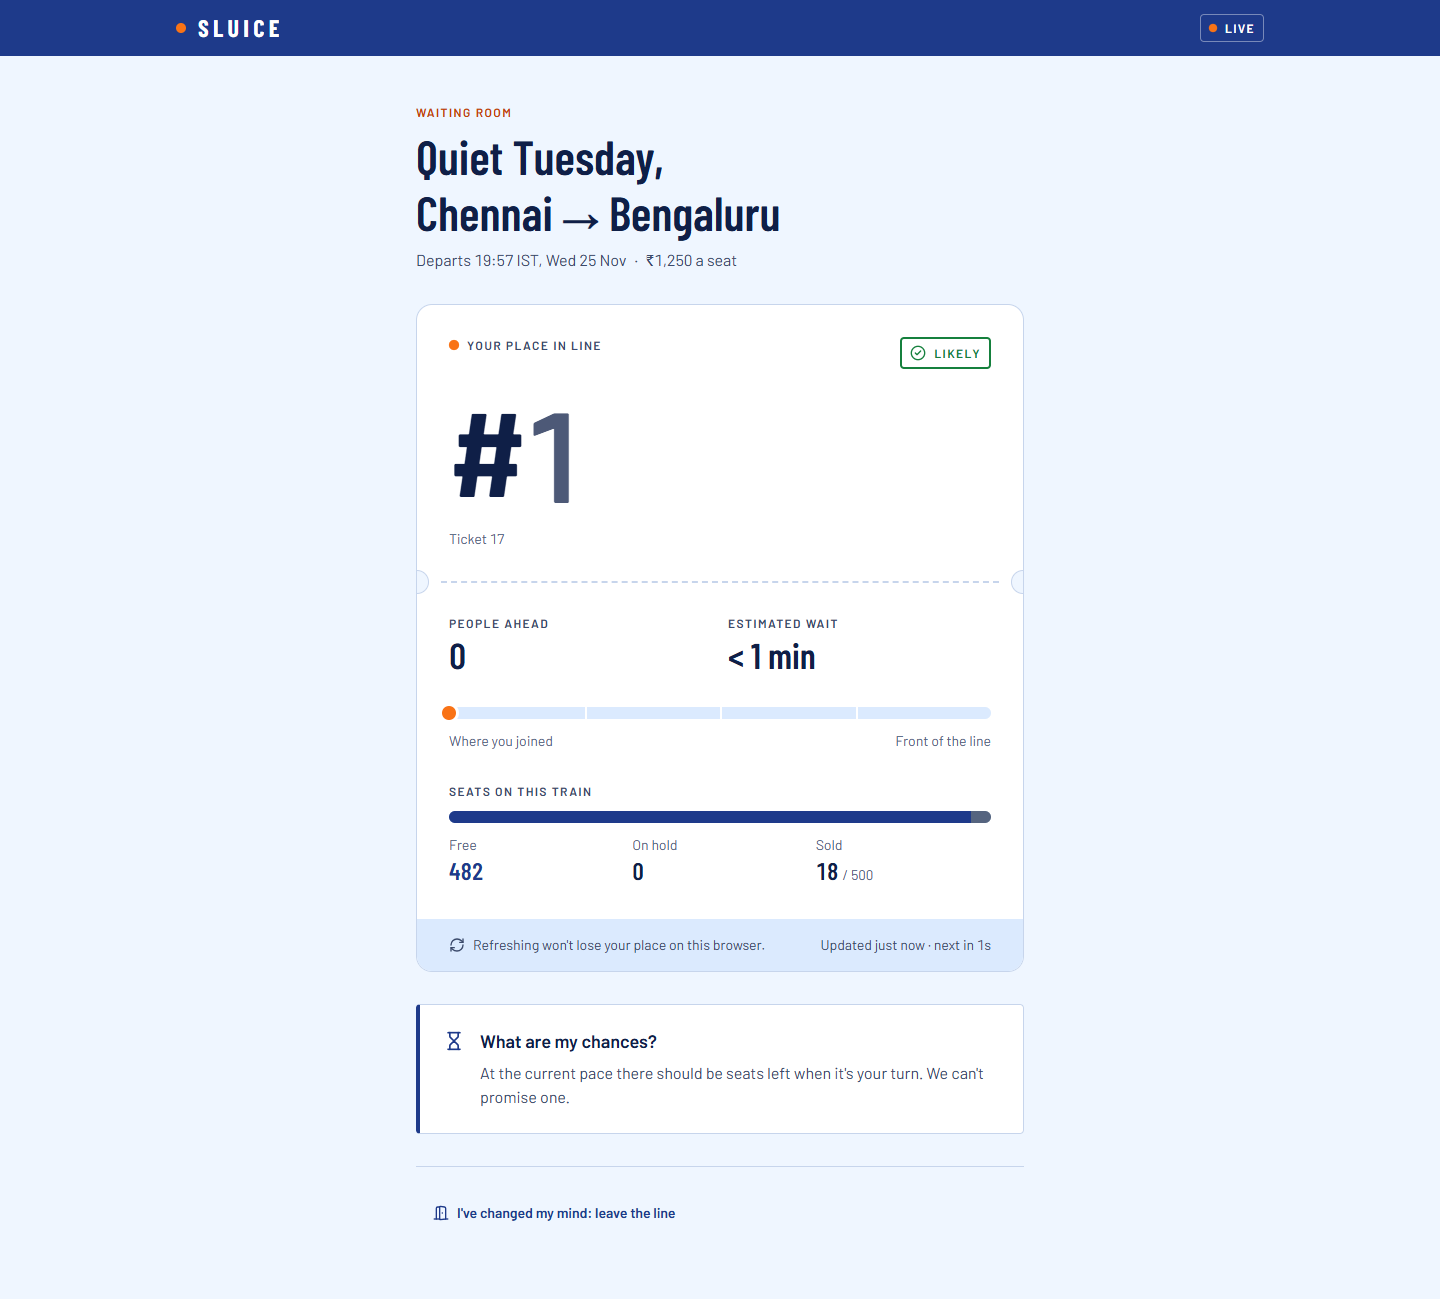 SLUICE
LIVE
WAITING ROOM
Quiet Tuesday,
Chennai → Bengaluru
Departs 19:57 IST, Wed 25 Nov · ₹1,250 a seat
YOUR PLACE IN LINE
LIKELY
#1
Ticket 17
PEOPLE AHEAD
ESTIMATED WAIT
0
< 1 min
Where you joined
Front of the line
SEATS ON THIS TRAIN
Free
On hold
Sold
482
0
18 / 500
Refreshing won't lose your place on this browser.
Updated just now · next in 1s
What are my chances?
At the current pace there should be seats left when it's your turn. We can't
promise one.
I've changed my mind: leave the line